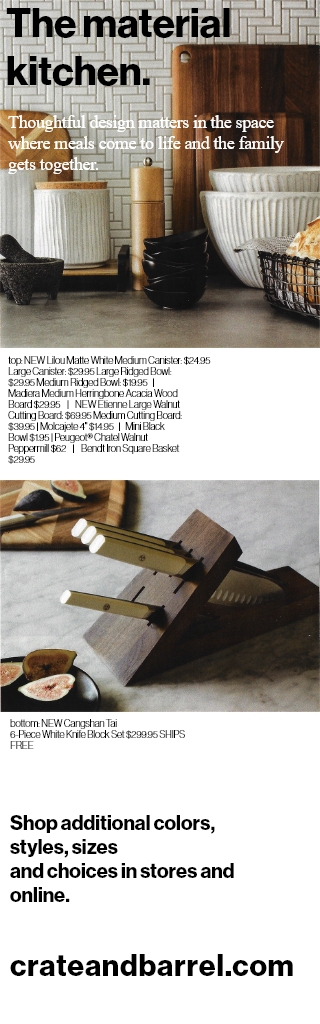 The material
kitchen.
Thoughtful design matters in the space
where meals come to life and the family
gets together.
top: NEW Lilou Matte White Medium Canister: $24.95
Large Canister: $29.95 Large Ridged Bowl:
$29.95 Medium Ridged Bowl: $19.95 |
Madiera Medium Herringbone Acacia Wood
Board $29.95 | NEW Etienne Large Walnut
Cutting Board: $69.95 Medium Cutting Board:
$39.95 | Molcajete 4" $14.95 | Mini Black
Bowl $1.95 | Peugeot® Chatel Walnut
Peppermill $62 | Bendt Iron Square Basket
$29.95
bottom: NEW Cangshan Tai
6-Piece White Knife Block Set $299.95 SHIPS
FREE
Shop additional colors,
styles, sizes
and choices in stores and
online.
crateandbarrel.com